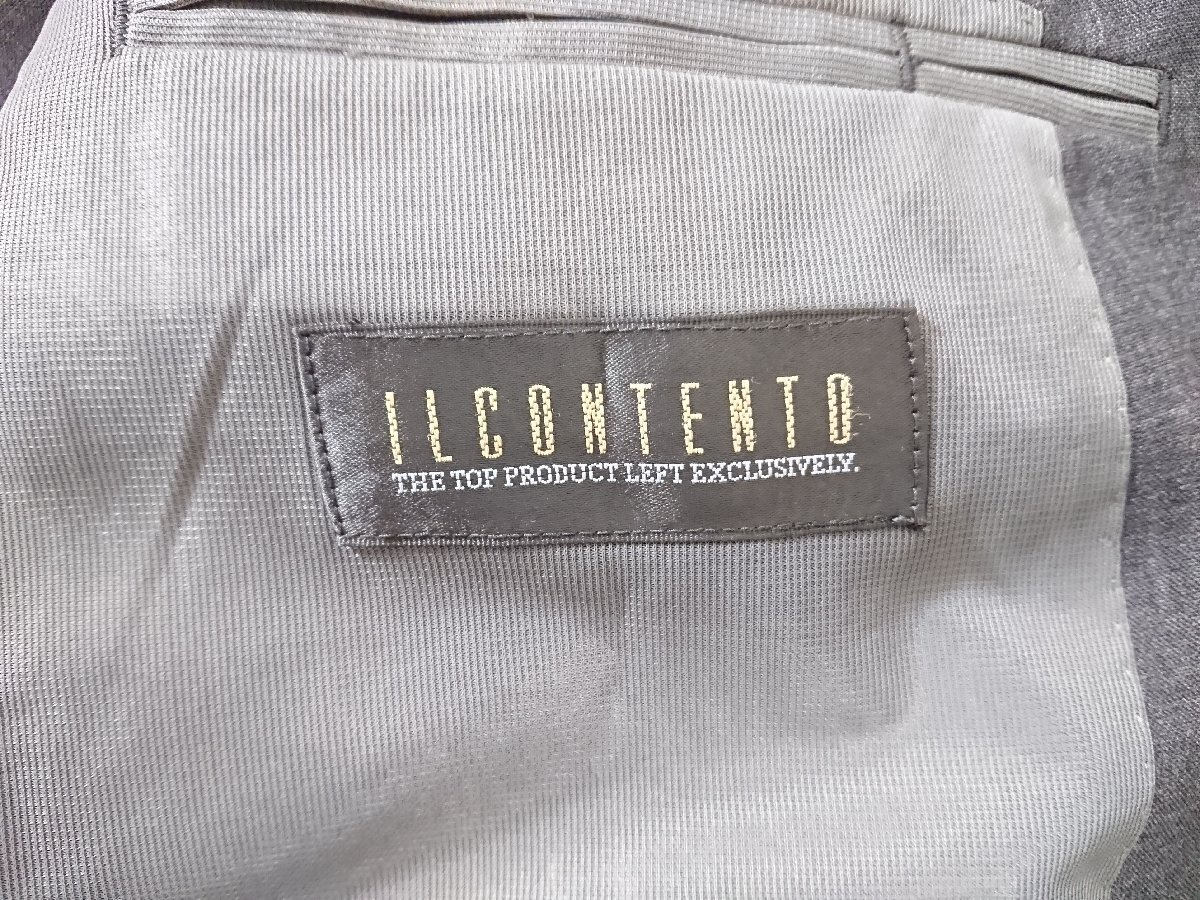 ILCONTENTO
THE TOP PRODUCT LEFT EXCLUSIVELY.